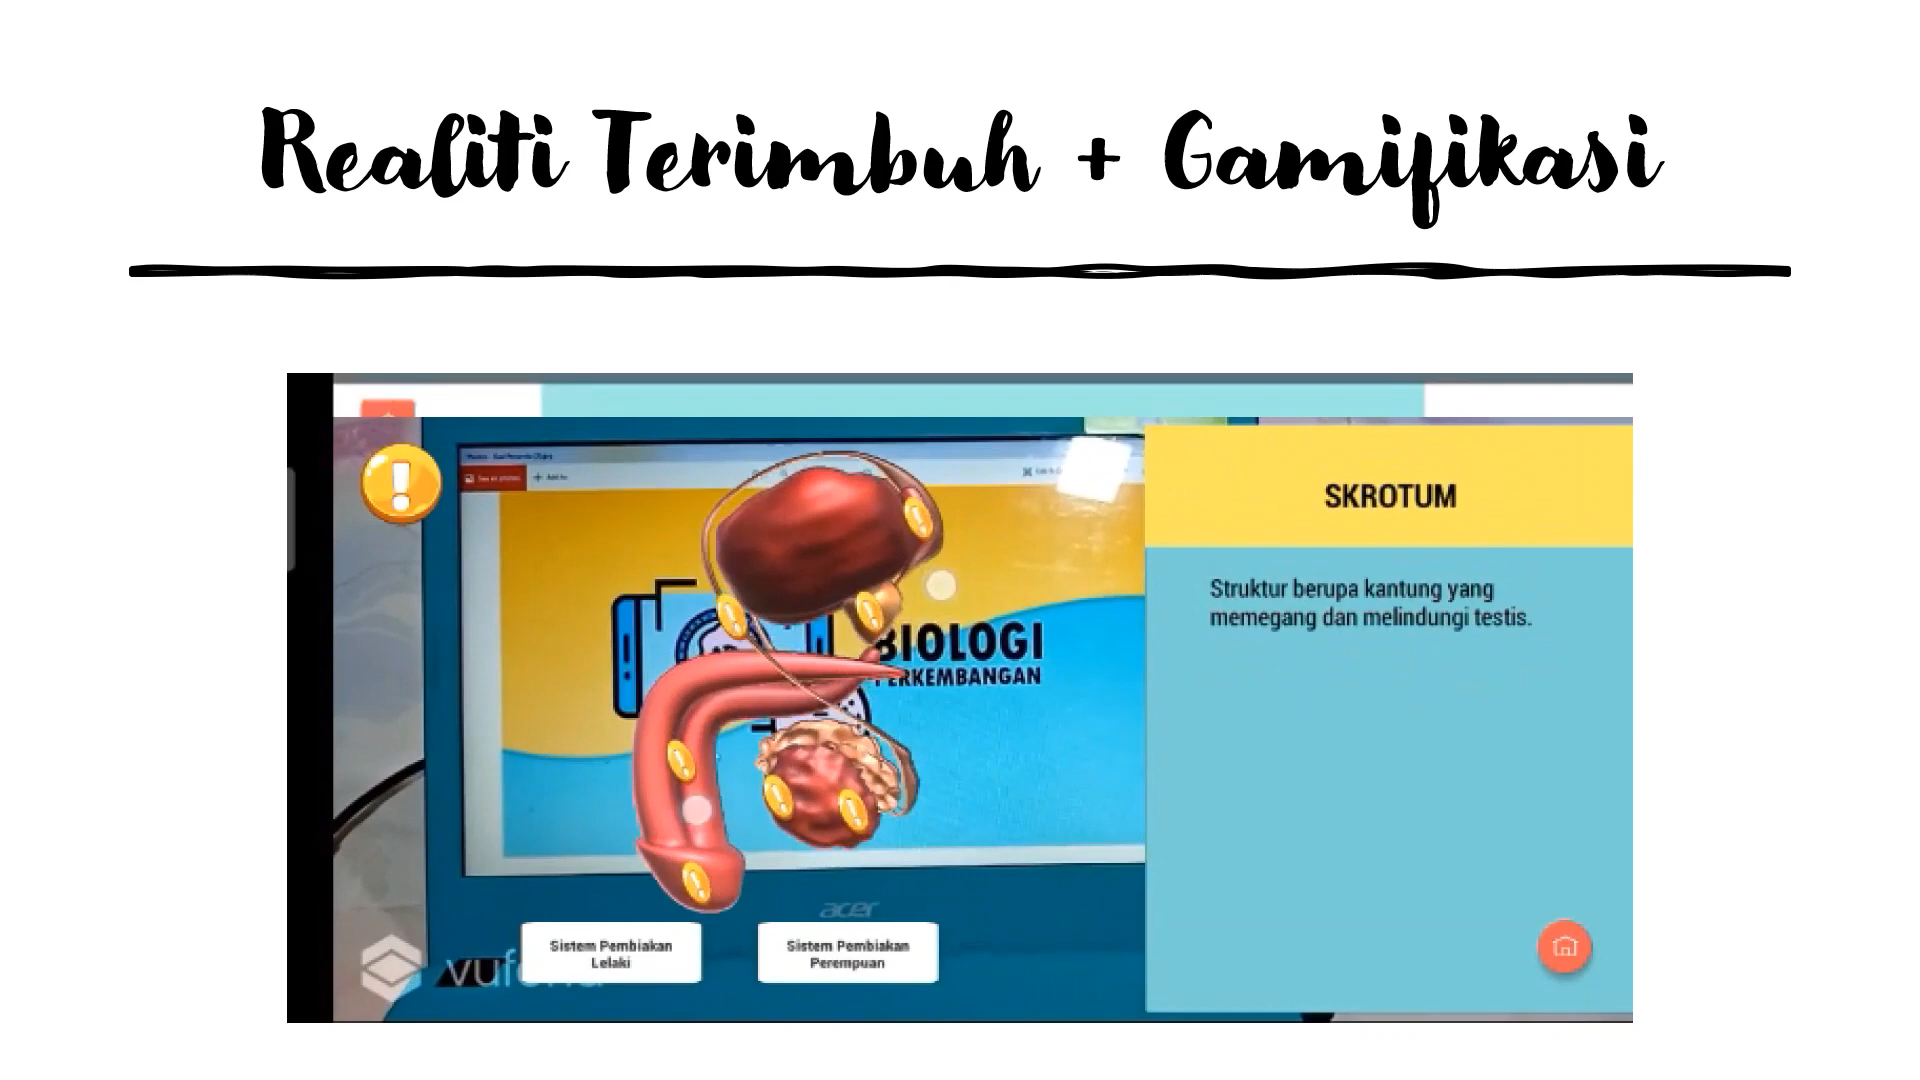 Realiti Terimbuh + Gamifikasi
SKROTUM
Struktur berupa kantung yang
memegang dan melindungi testis.
BIOLOGI
PERKEMBANGAN
acer
Sistem Pembiakan
Lelaki
Sistem Pembiakan
Perempuan